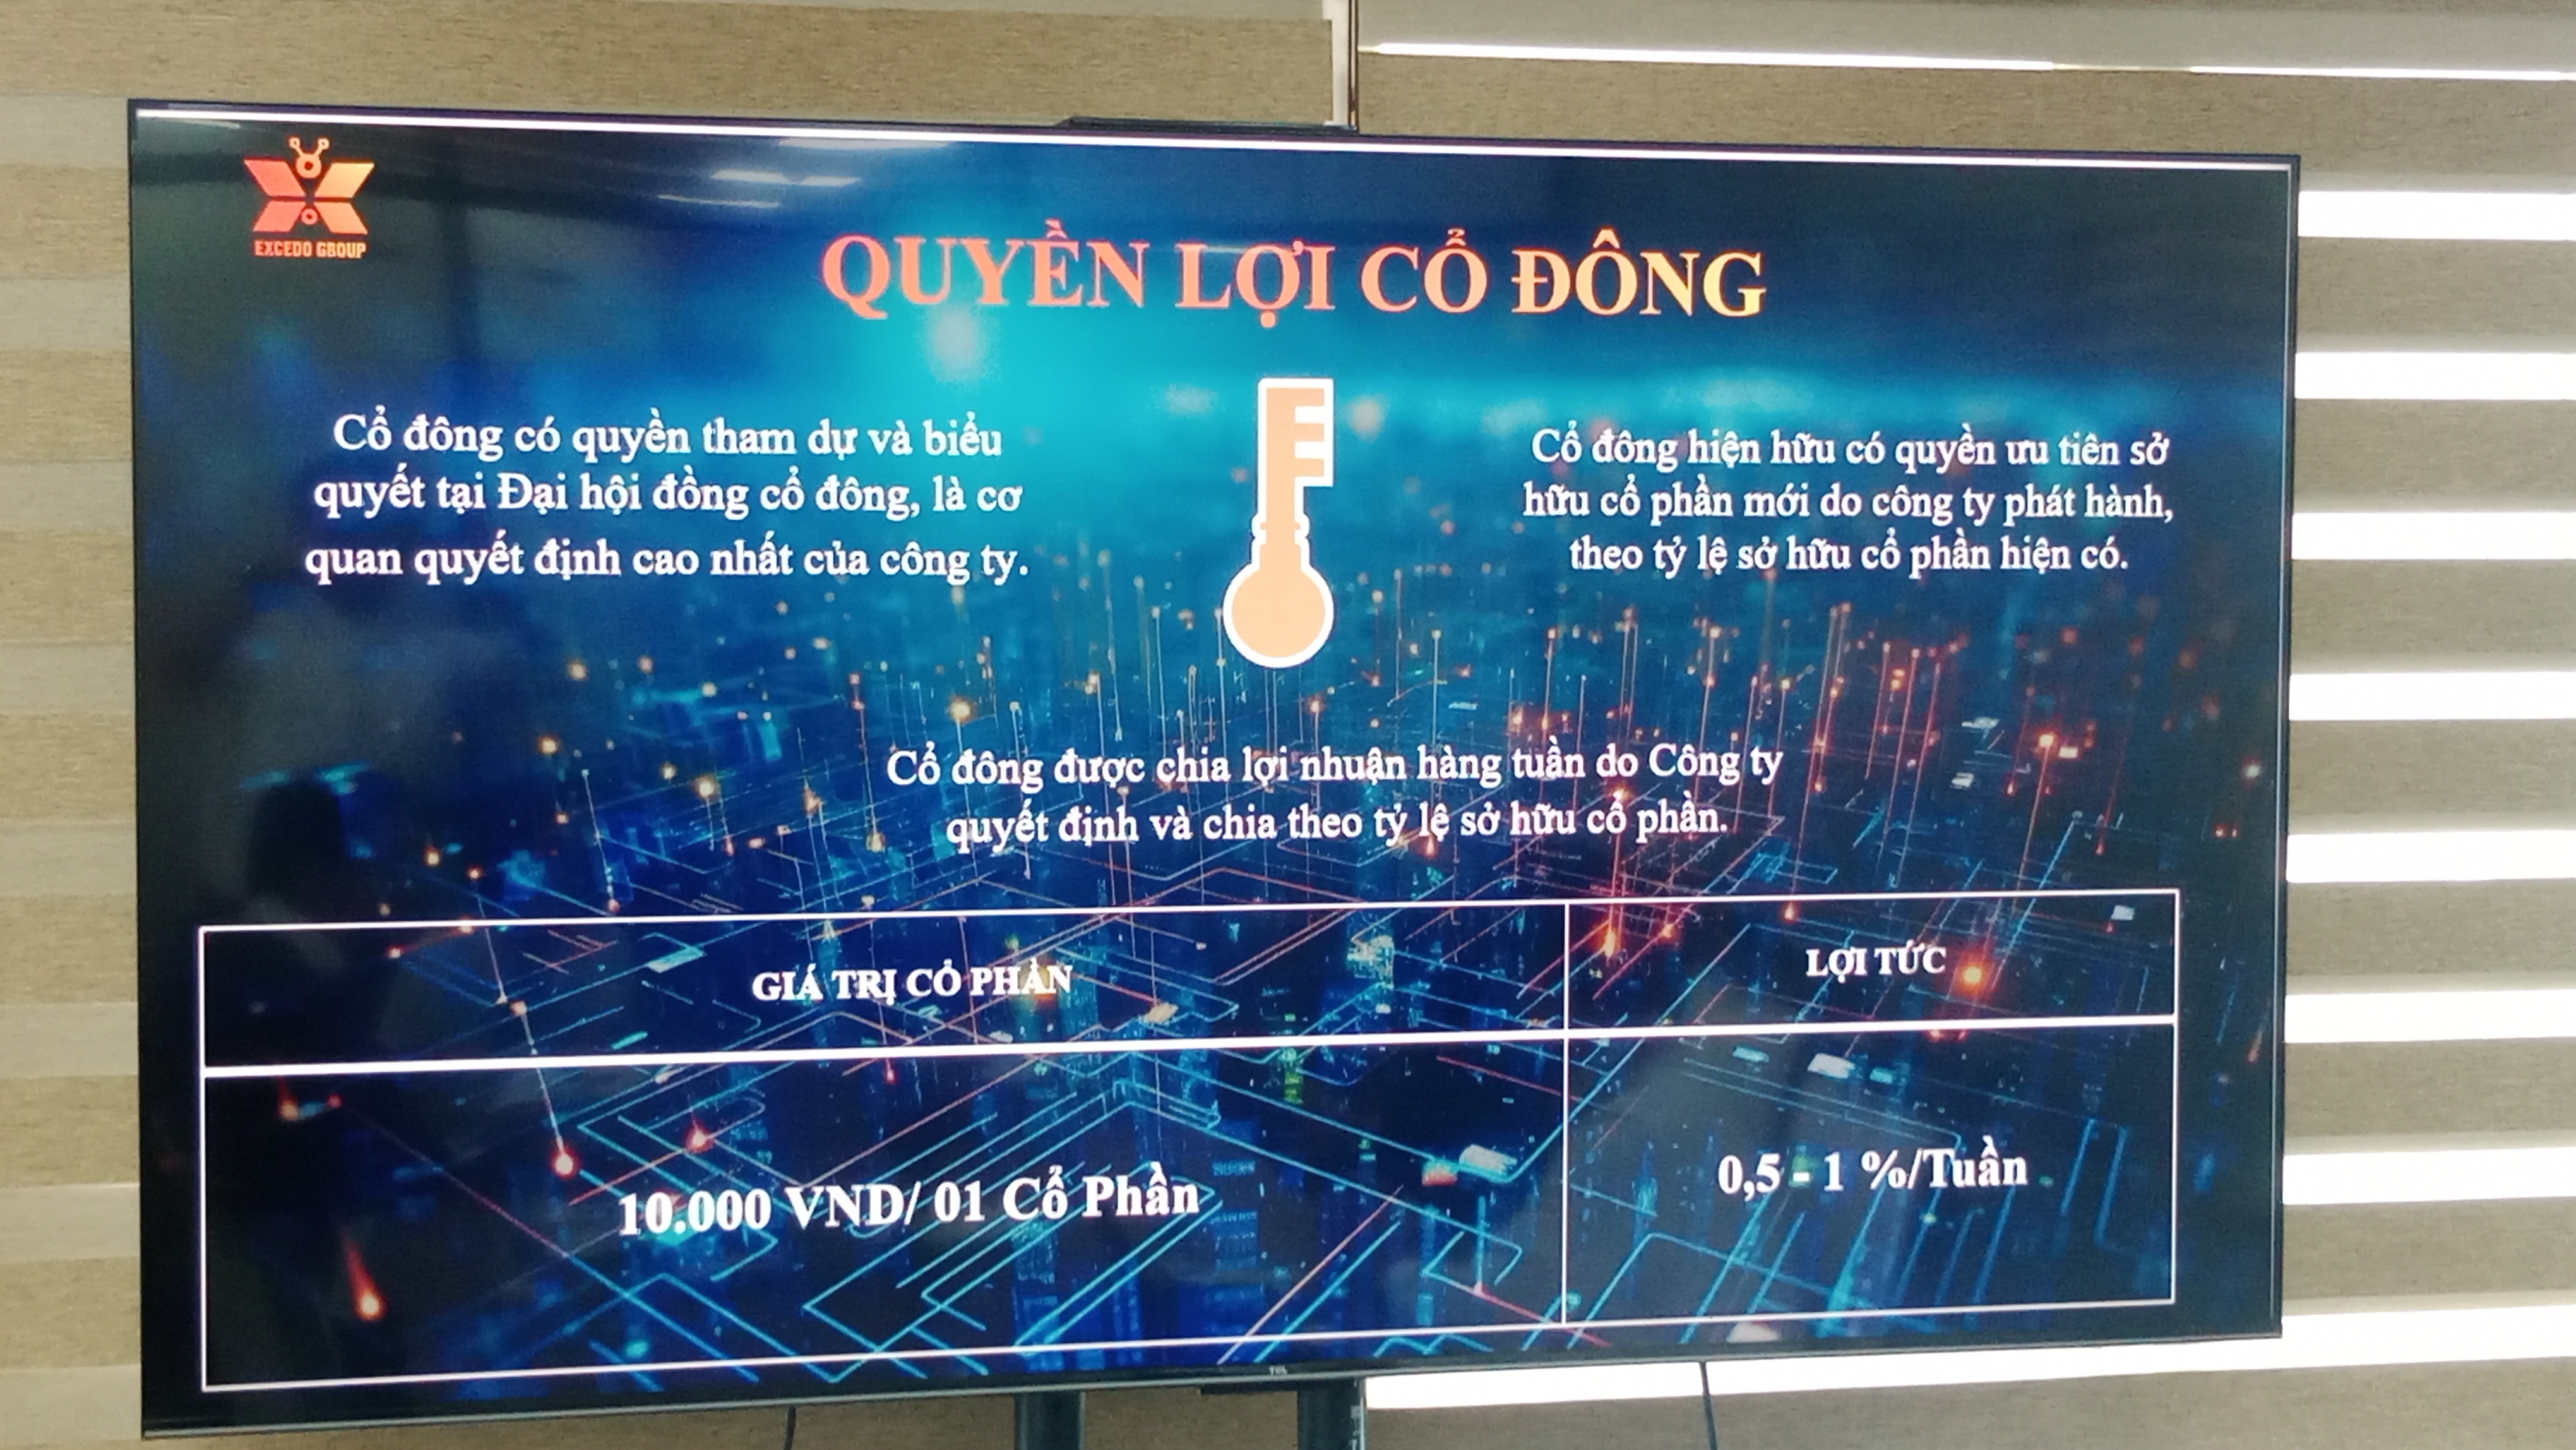 EXCEDO GROUP
QUYỀN LỢI CỔ ĐÔNG
Cổ đông có quyền tham dự và biểu
quyết tại Đại hội đồng cổ đông, là cơ
quan quyết định cao nhất của công ty.
Cổ đông hiện hữu có quyền ưu tiên sở
hữu cổ phần mới do công ty phát hành,
theo tỷ lệ sở hữu cổ phần hiện có.
Cổ đông được chia lợi nhuận hàng tuần do Công ty
quyết định và chia theo tỷ lệ sở hữu cổ phần.
GIÁ TRỊ CỔ PHẦN
LỢI TỨC
10.000 VND/ 01 Cổ Phần
0,5 - 1 %/Tuần
TCL